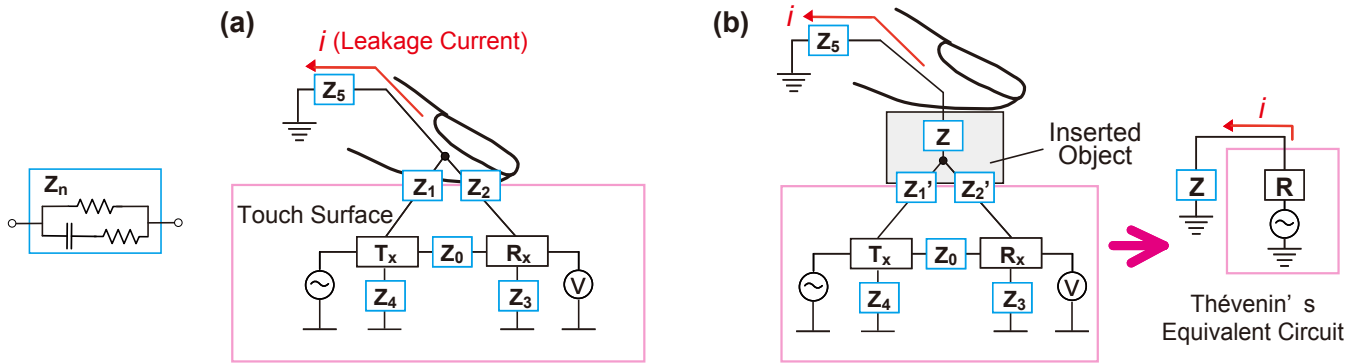 Zn
(a)
i (Leakage Current)
Z5
Z1
Z2
Touch Surface
Tx
Z0
Rx
Z4
Z3
V
(b)
i
Z5
Z
Inserted
Object
Z1’
Z2’
Tx
Z0
Rx
Z4
Z3
V
i
Z
R
Thévenin’ s
Equivalent Circuit